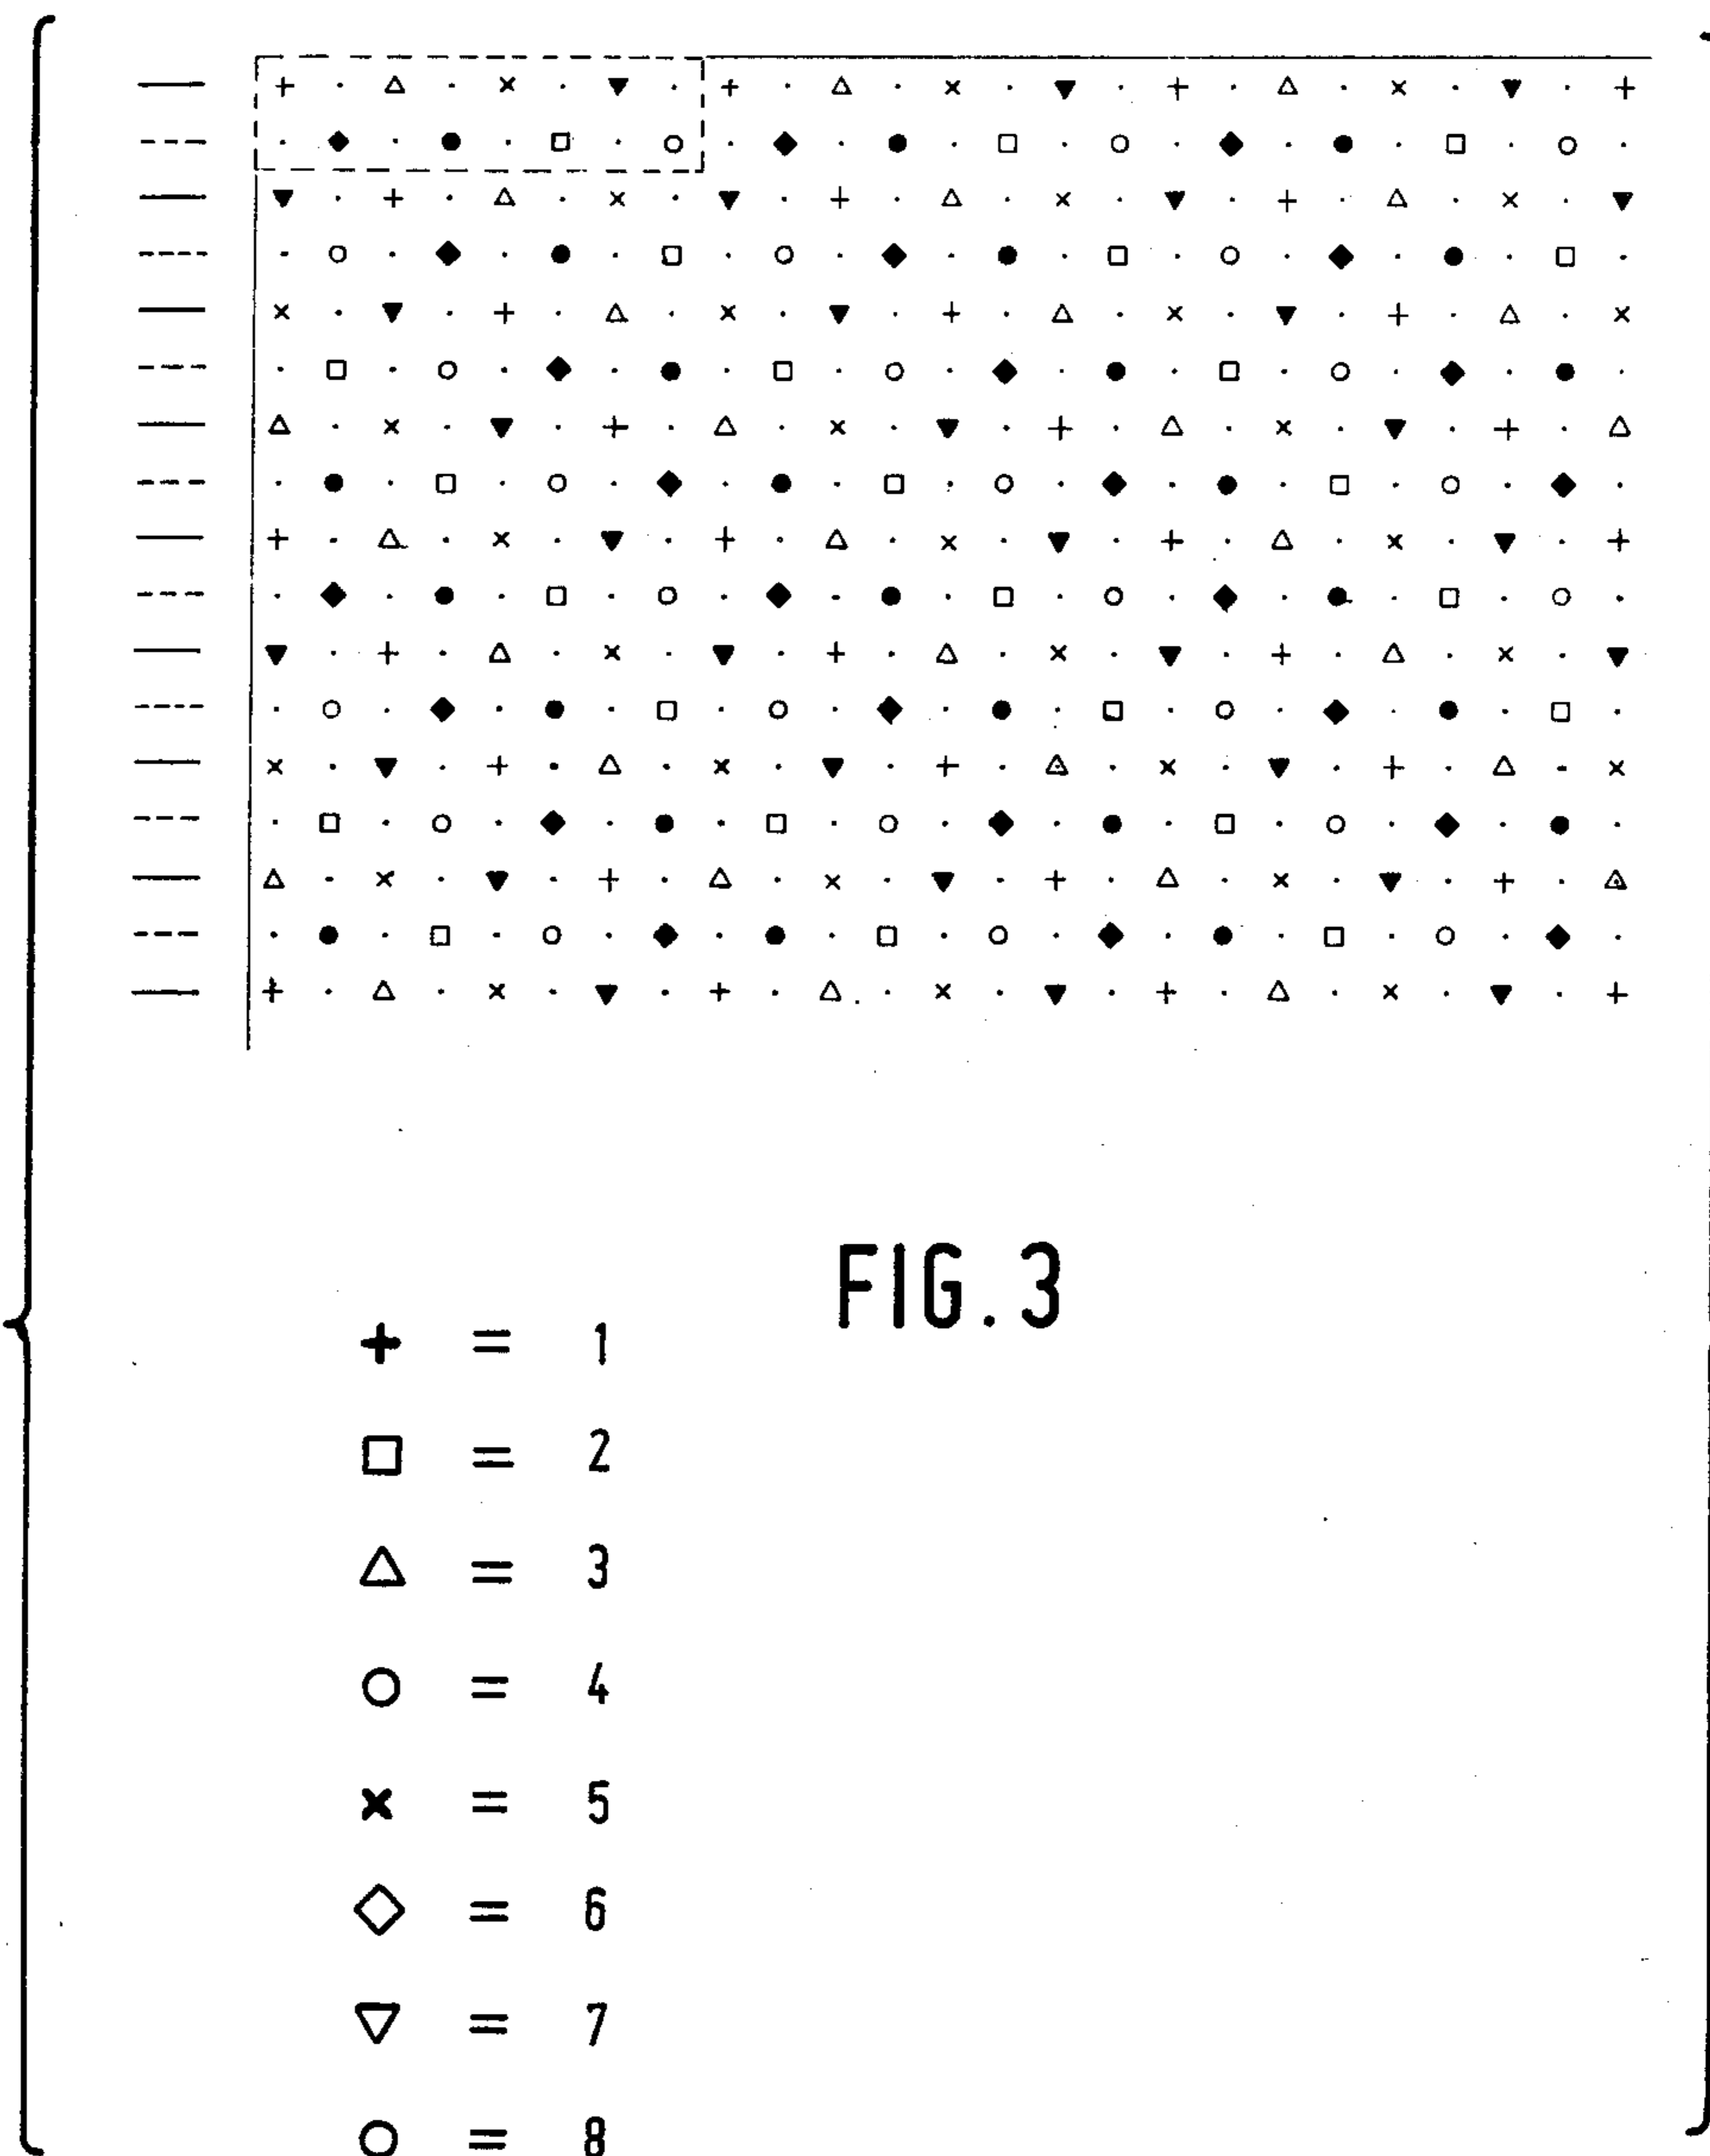 FIG. 3
+ = 1
□ = 2
△ = 3
○ = 4
× = 5
◇ = 6
▽ = 7
○ = 8